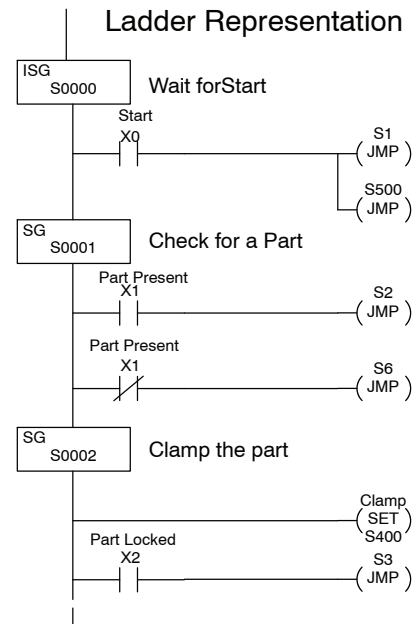 Ladder Representation
ISG
S0000
Wait forStart
Start
X0
S1
JMP
S500
JMP
SG
S0001
Check for a Part
Part Present
X1
S2
JMP
Part Present
X1
S6
JMP
SG
S0002
Clamp the part
Clamp
SET
S400
Part Locked
X2
S3
JMP